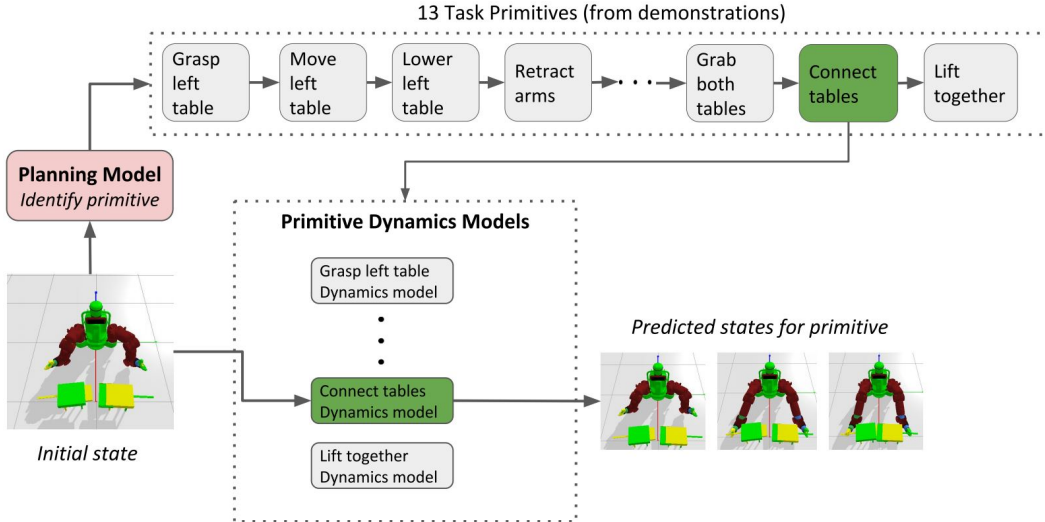 13 Task Primitives (from demonstrations)
Grasp
left
table
Move
left
table
Lower
left
table
Retract
arms
Grab
both
tables
Connect
tables
Lift
together
Planning Model
Identify primitive
Primitive Dynamics Models
Grasp left table
Dynamics model
Connect tables
Dynamics model
Lift together
Dynamics model
Initial state
Predicted states for primitive